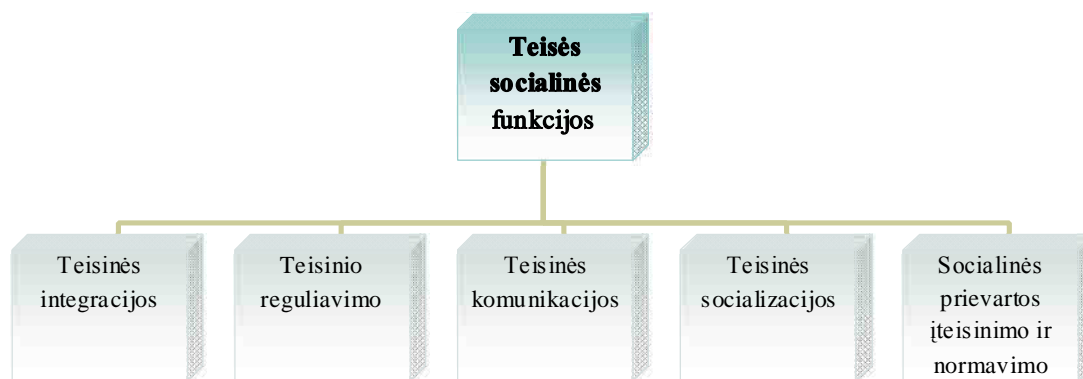 Teisės
socialinės
funkcijos
Teisinės
integracijos
Teisinio
reguliavimo
Teisinės
komunikacijos
Teisinės
socializacijos
Socialinės
prievartos
įteisinimo ir
normavimo